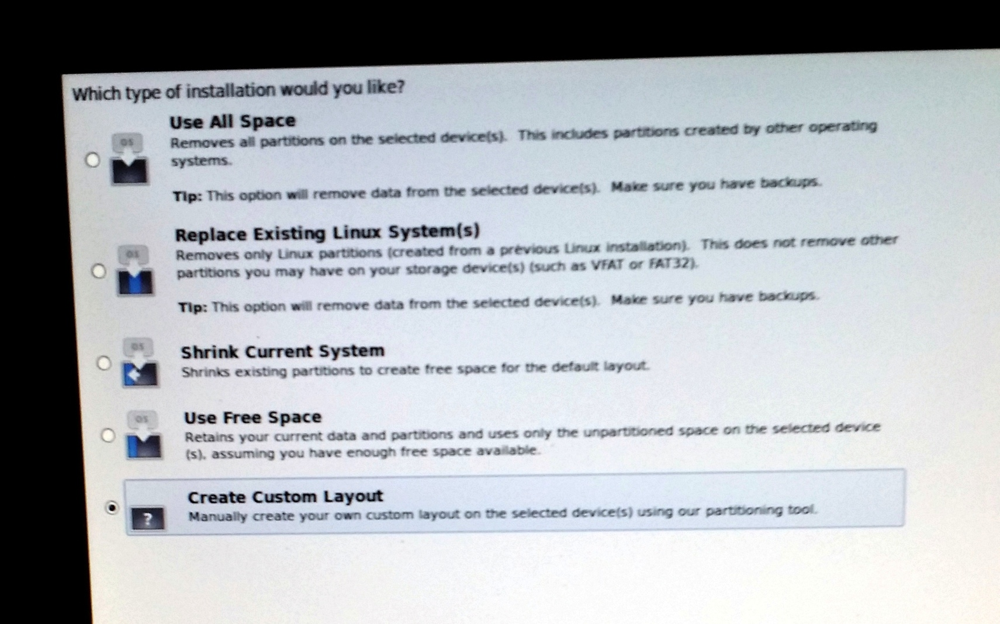 Which type of installation would you like?
Use All Space
OS
Removes all partitions on the selected device(s). This includes partitions created by other operating
systems.
Tip: This option will remove data from the selected device(s). Make sure you have backups.
Replace Existing Linux System(s)
OS
Removes only Linux partitions (created from a previous Linux installation). This does not remove other
partitions you may have on your storage device(s) (such as VFAT or FAT32).
Tip: This option will remove data from the selected device(s). Make sure you have backups.
Shrink Current System
OS
Shrinks existing partitions to create free space for the default layout.
Use Free Space
OS
Retains your current data and partitions and uses only the unpartitioned space on the selected device
(s), assuming you have enough free space available.
Create Custom Layout
?
Manually create your own custom layout on the selected device(s) using our partitioning tool.